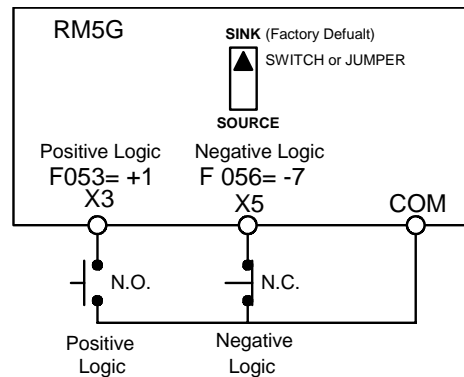 RM5G
SINK (Factory Defualt)
SWITCH or JUMPER
SOURCE
Positive Logic
F053= +1
X3
Negative Logic
F 056= -7
X5
COM
N.O.
N.C.
Positive
Logic
Negative
Logic